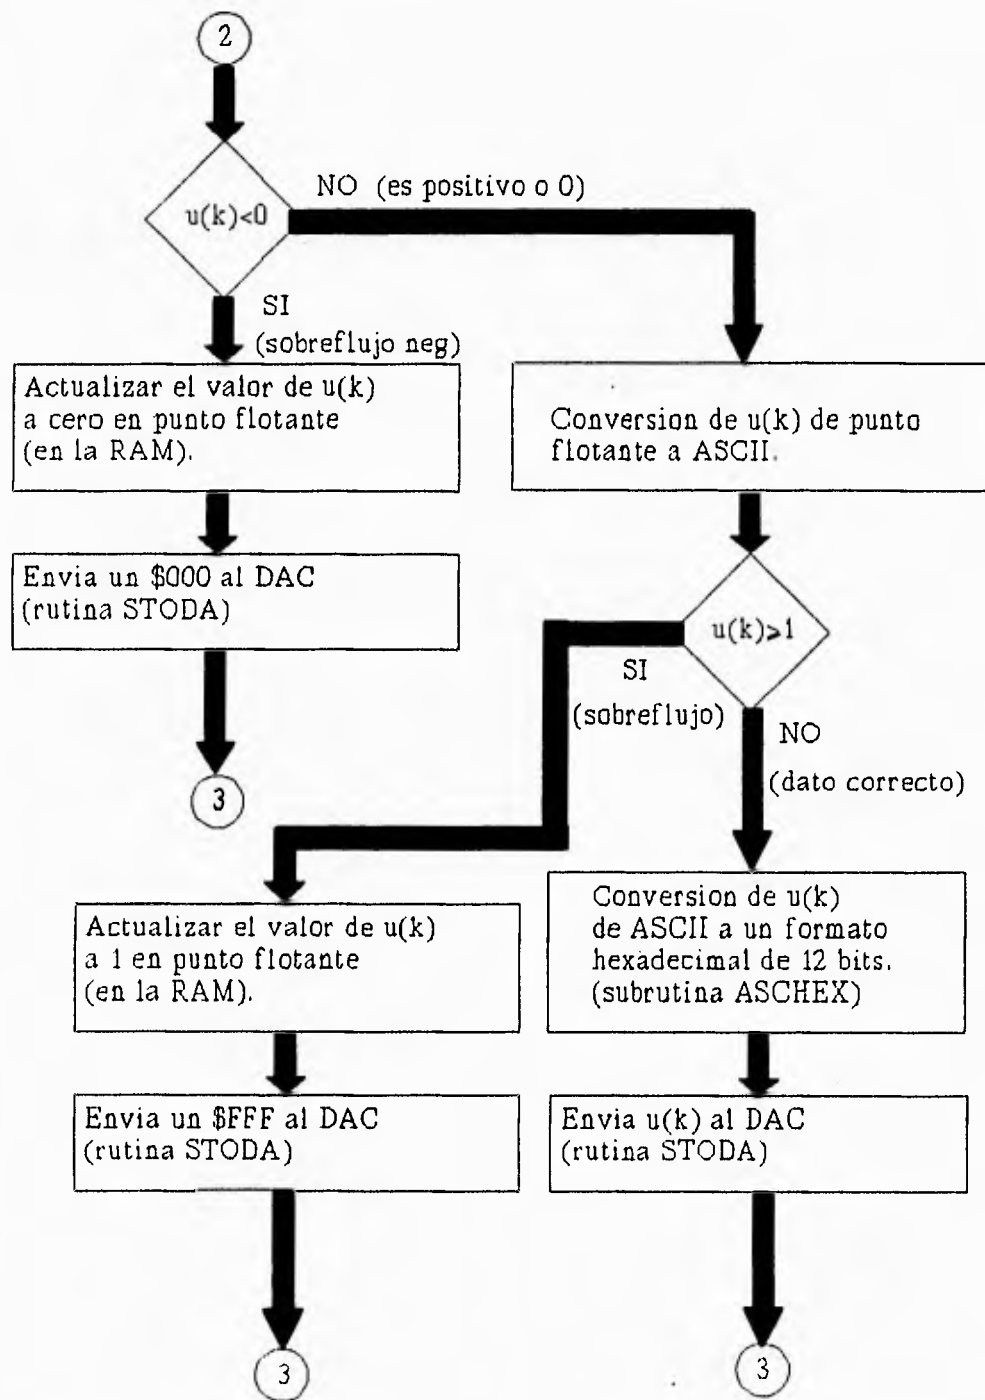 2
u(k)<0
NO (es positivo o 0)
SI
(sobreflujo neg)
Actualizar el valor de u(k)
a cero en punto flotante
(en la RAM).
Conversion de u(k) de punto
flotante a ASCII.
Envia un $000 al DAC
(rutina STODA)
u(k)⩾1
SI
(sobreflujo)
NO
(dato correcto)
3
Actualizar el valor de u(k)
a 1 en punto flotante
(en la RAM).
Conversion de u(k)
de ASCII a un formato
hexadecimal de 12 bits.
(subrutina ASCHEX)
Envia un $FFF al DAC
(rutina STODA)
Envia u(k) al DAC
(rutina STODA)
3
3